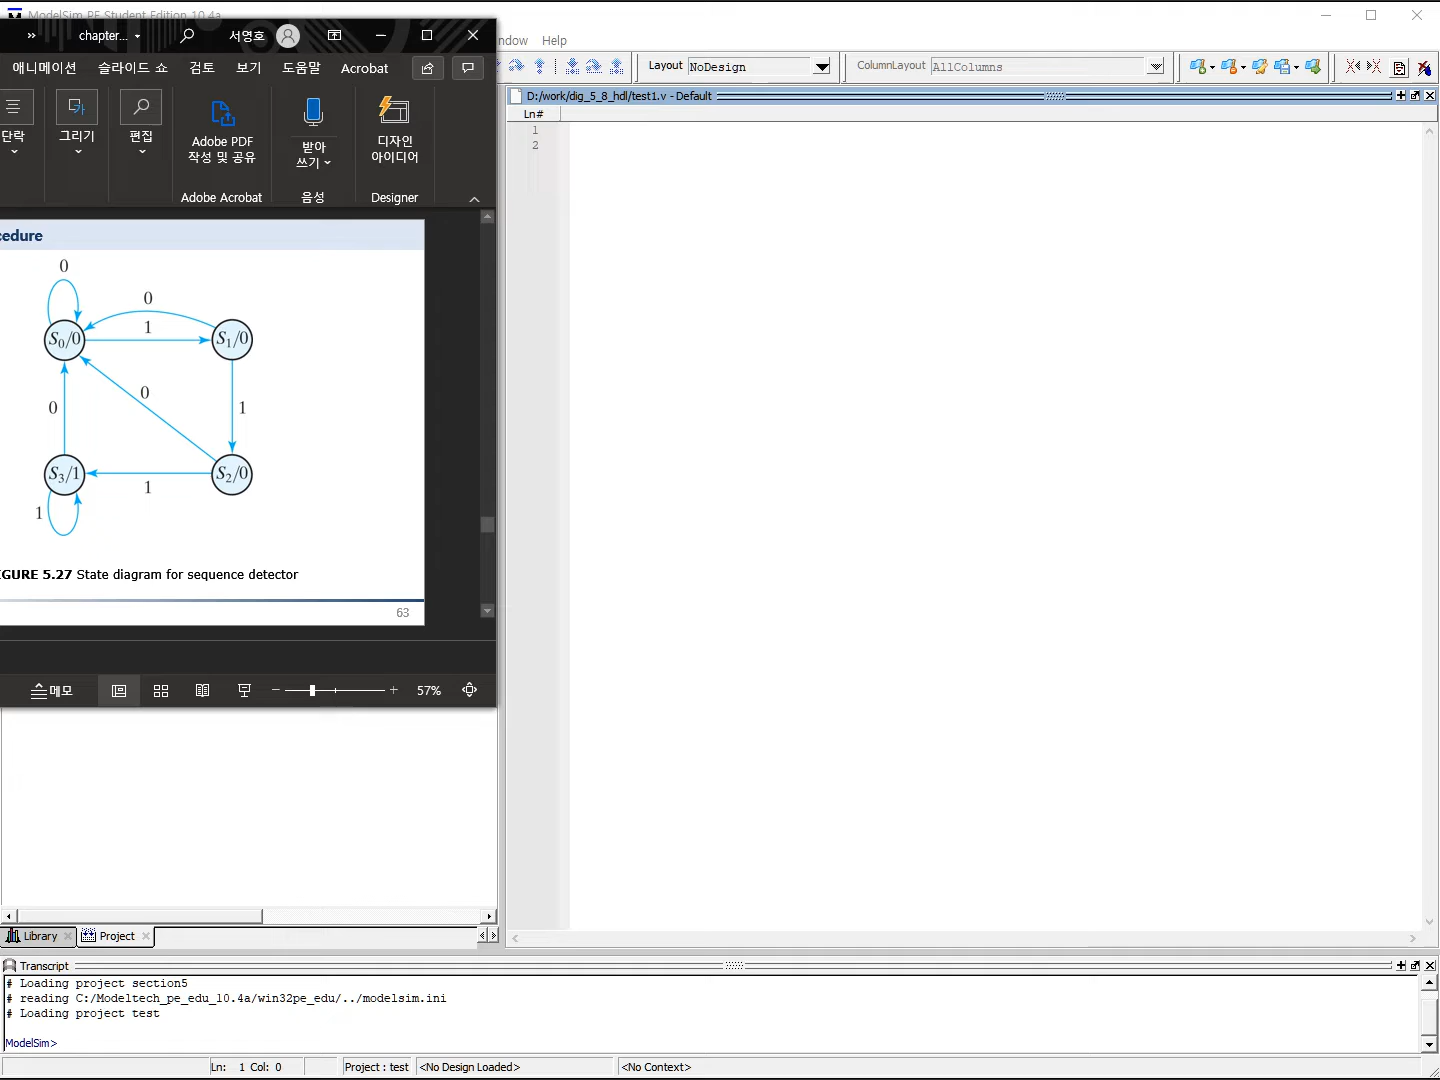 ModelSim PE Student Edition 10.4a
» chapter... 서영호
ndow Help
애니메이션 슬라이드 쇼 검토 보기 도움말 Acrobat
Layout NoDesign
ColumnLayout AllColumns
단락
그리기
편집
Adobe PDF
작성 및 공유
받아
쓰기
디자인
아이디어
Adobe Acrobat 음성 Designer
D:/work/dig_5_8_hdl/test1.v - Default
Ln#
1
2
cedure
0
0
S0/0 1 S1/0
0
0 1
S3/1 S2/0
1
1
IGURE 5.27 State diagram for sequence detector
63
메모 57%
Library Project
Transcript
# Loading project section5
# reading C:/Modeltech_pe_edu_10.4a/win32pe_edu/../modelsim.ini
# Loading project test
ModelSim>
Ln: 1 Col: 0 Project : test <No Design Loaded> <No Context>